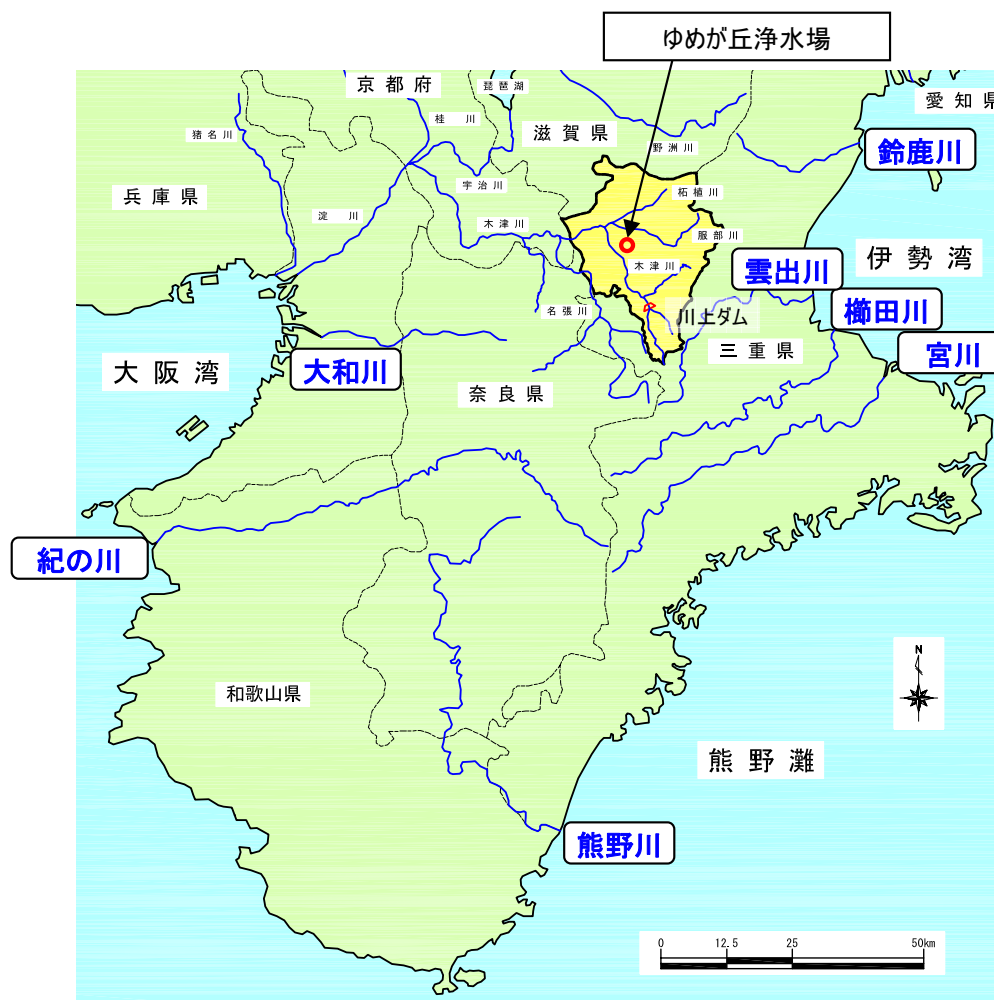 ゆめが丘浄水場
京都府
琵琶湖
愛知県
猪名川
桂川
滋賀県
野洲川
鈴鹿川
兵庫県
宇治川
柘植川
淀川
木津川
服部川
伊勢湾
木津川
雲出川
名張川
川上ダム
櫛田川
三重県
宮川
大阪湾
大和川
奈良県
紀の川
N
和歌山県
熊野灘
熊野川
0 12.5 25 50km